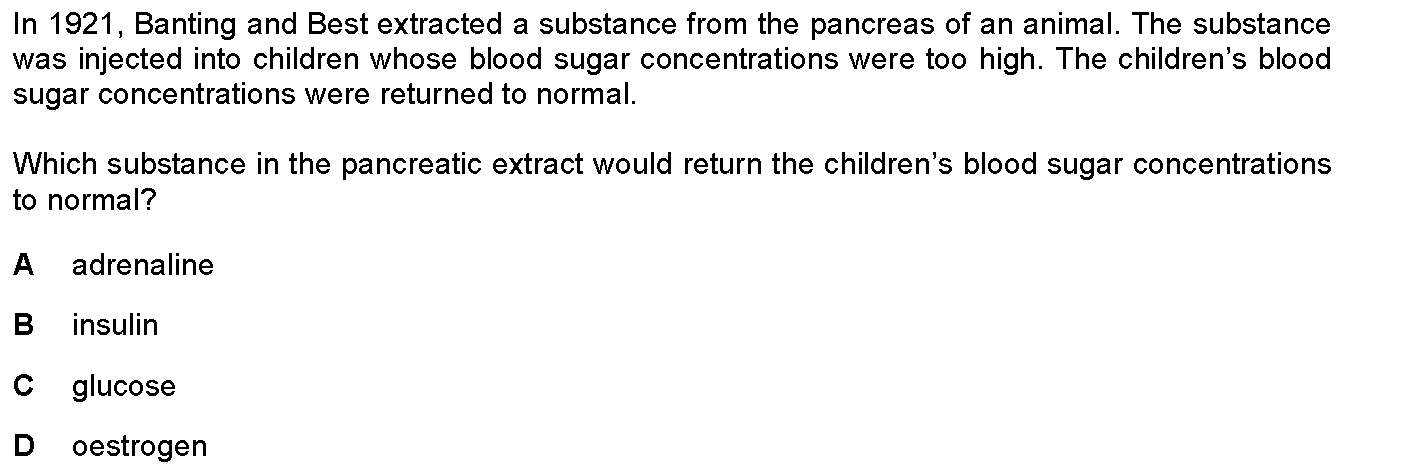 In 1921, Banting and Best extracted a substance from the pancreas of an animal. The substance
was injected into children whose blood sugar concentrations were too high. The children’s blood
sugar concentrations were returned to normal.
Which substance in the pancreatic extract would return the children’s blood sugar concentrations
to normal?
A adrenaline
B insulin
C glucose
D oestrogen